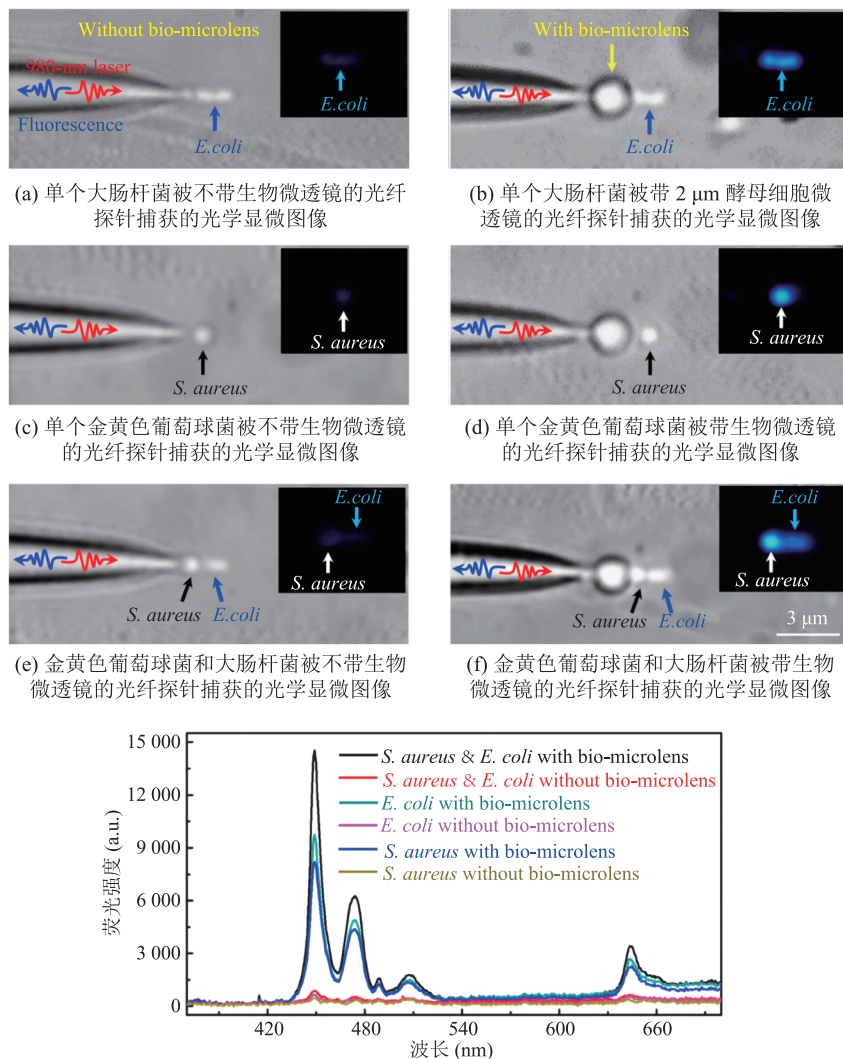 Without bio-microlens
980-nm laser
Fluorescence
E.coli
E.coli
With bio-microlens
E.coli
E.coli
(a) 单个大肠杆菌被不带生物微透镜的光纤
探针捕获的光学显微图像
(b) 单个大肠杆菌被带 2 μm 酵母细胞微
透镜的光纤探针捕获的光学显微图像
S. aureus
S. aureus
S. aureus
S. aureus
(c) 单个金黄色葡萄球菌被不带生物微透镜
的光纤探针捕获的光学显微图像
(d) 单个金黄色葡萄球菌被带生物微透镜
的光纤探针捕获的光学显微图像
E.coli
S. aureus
S. aureus
E.coli
E.coli
S. aureus
S. aureus
E.coli
3 μm
(e) 金黄色葡萄球菌和大肠杆菌被不带生物
微透镜的光纤探针捕获的光学显微图像
(f) 金黄色葡萄球菌和大肠杆菌被带生物
微透镜的光纤探针捕获的光学显微图像
荧光强度 (a.u.)
15 000
12 000
9 000
6 000
3 000
0
S. aureus & E. coli with bio-microlens
S. aureus & E. coli without bio-microlens
E. coli with bio-microlens
E. coli without bio-microlens
S. aureus with bio-microlens
S. aureus without bio-microlens
420
480
540
600
660
波长 (nm)